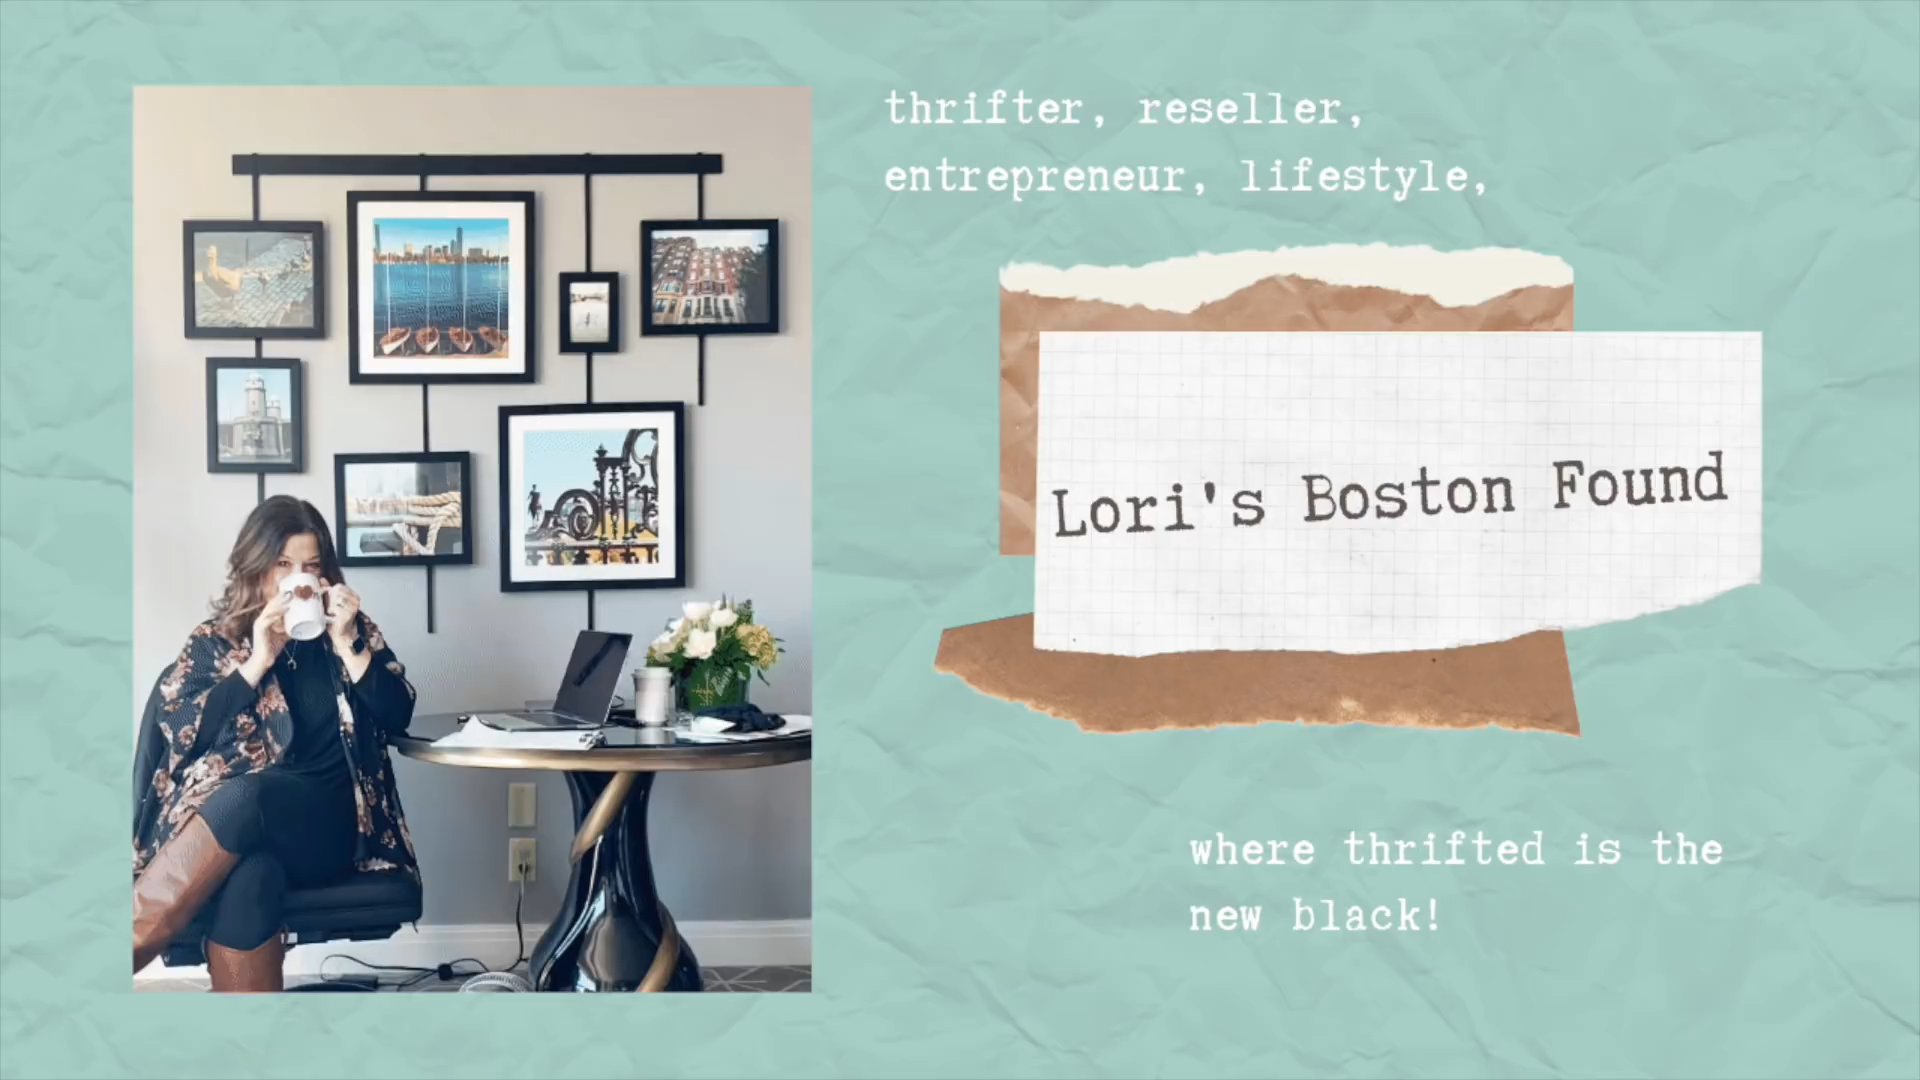 thrifter, reseller,
entrepreneur, lifestyle,
Lori's Boston Found
where thrifted is the
new black!